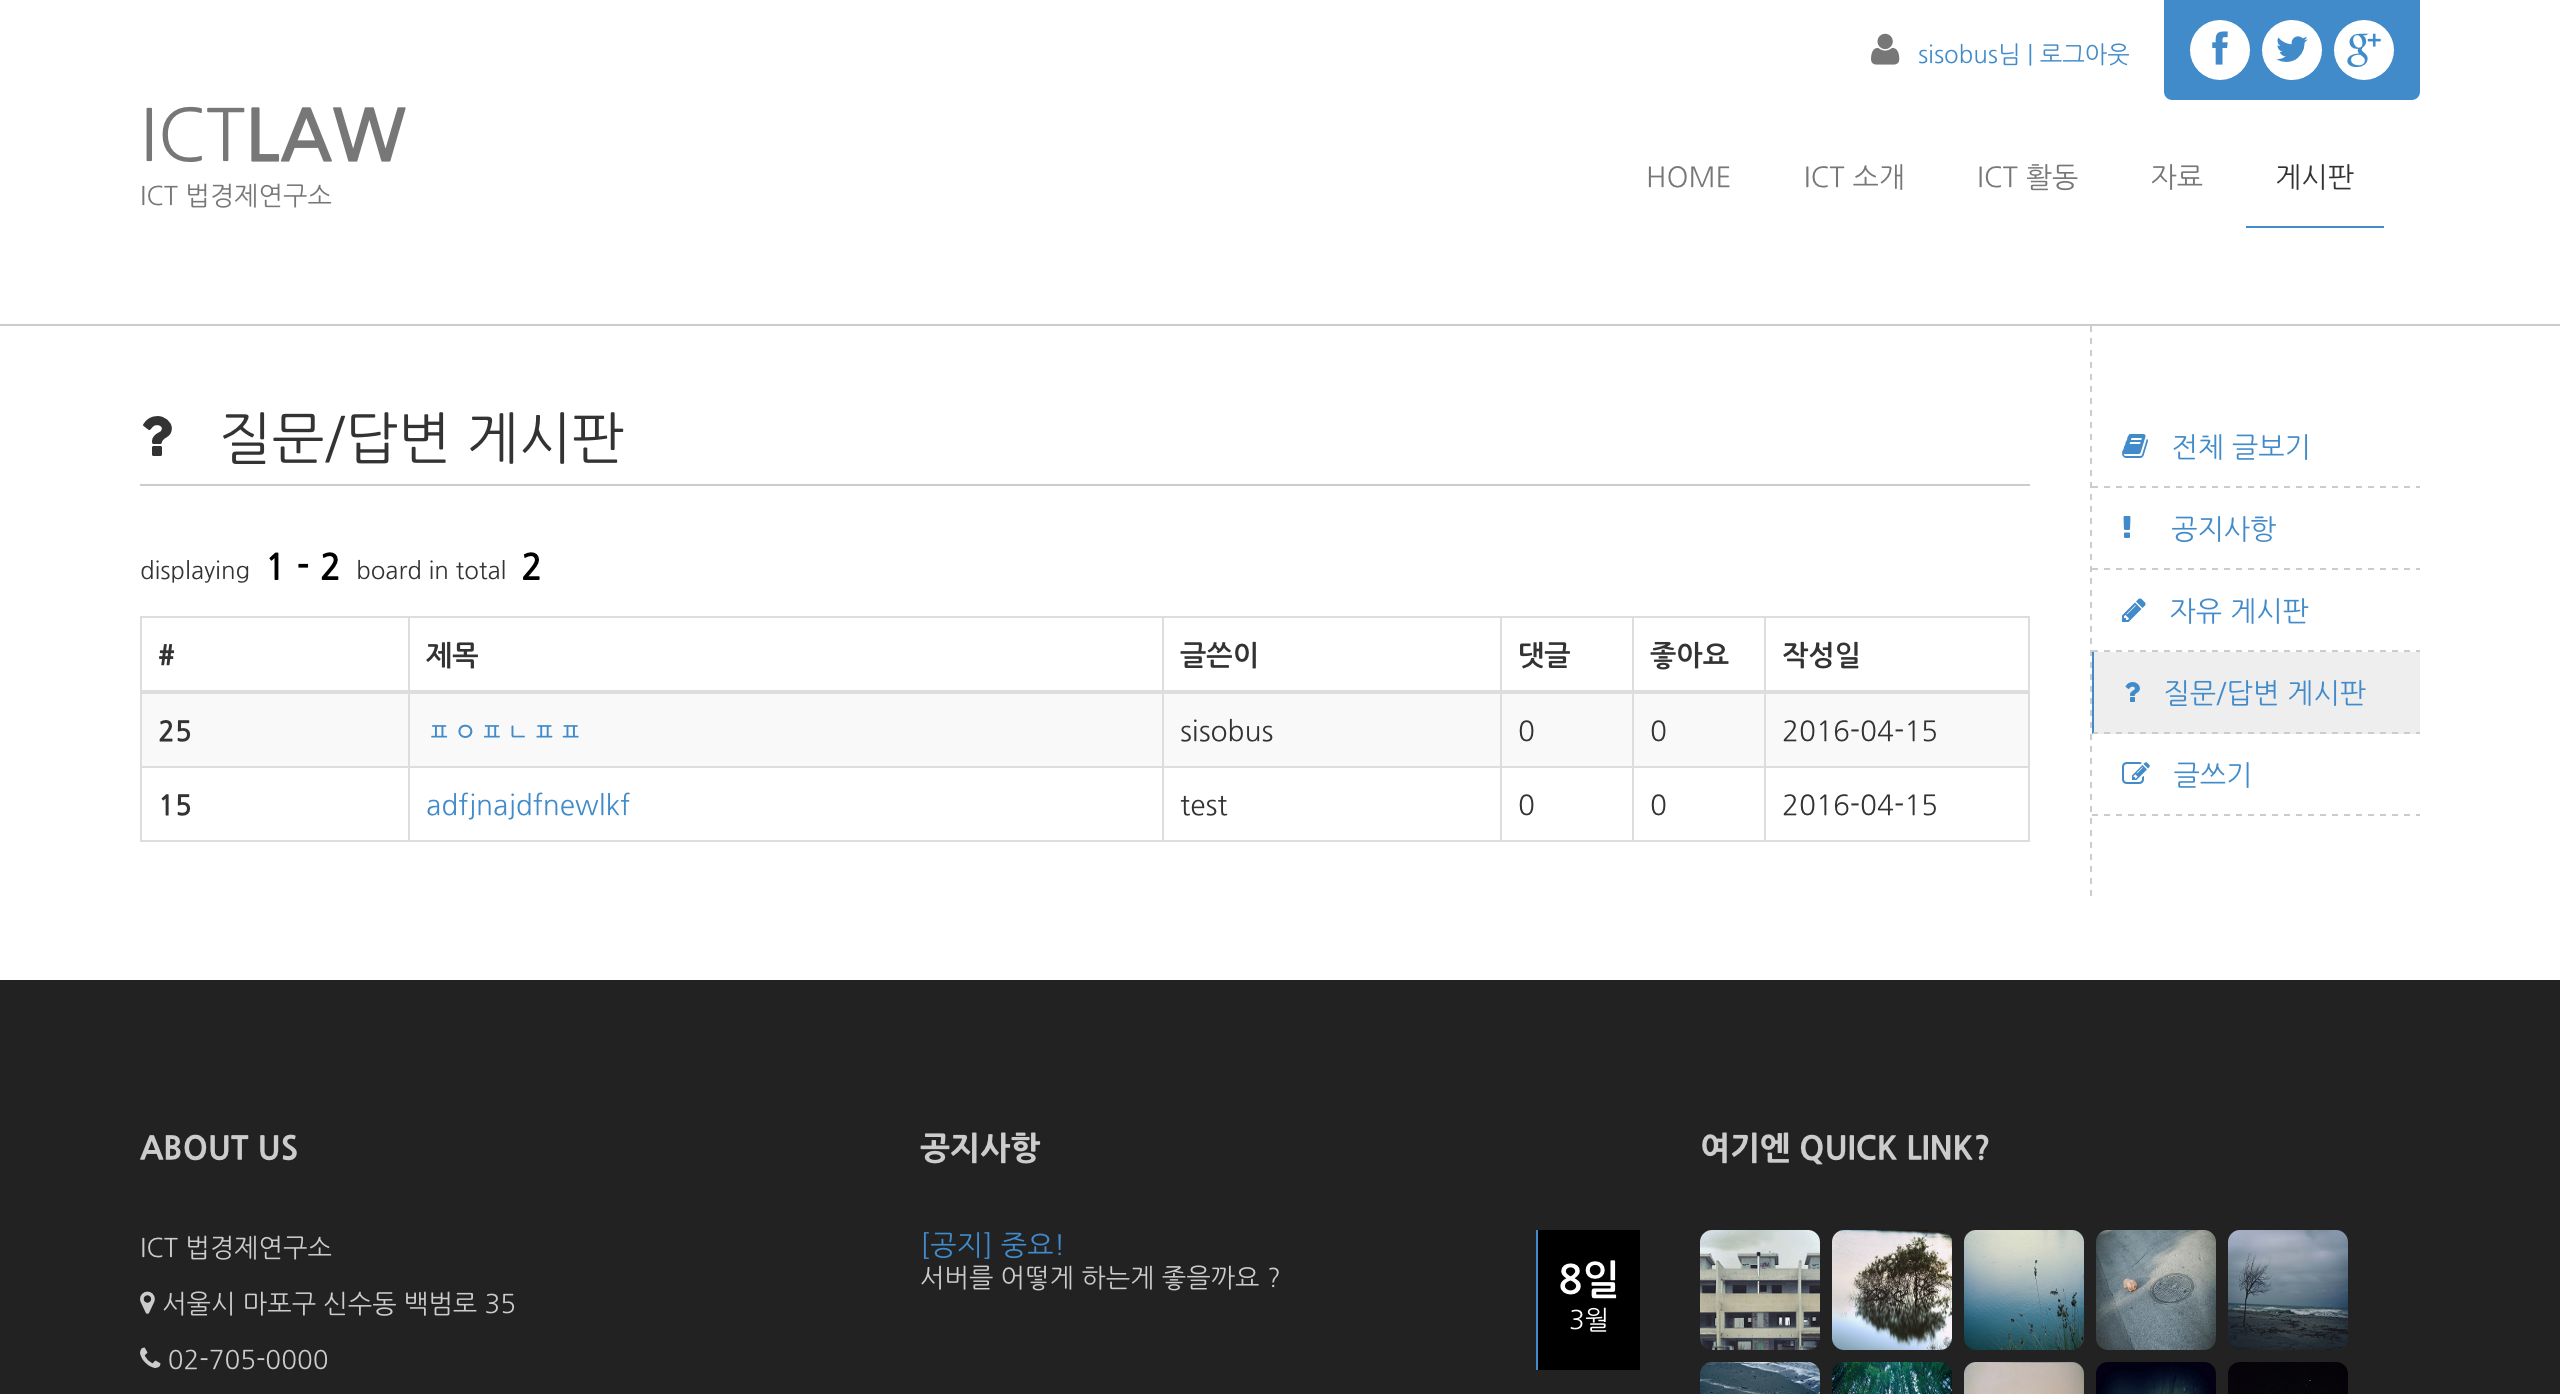 sisobus님 | 로그아웃
ICTLAW
ICT 법경제연구소
HOME ICT 소개 ICT 활동 자료 게시판
? 질문/답변 게시판
displaying 1 - 2 board in total 2
# 제목 글쓴이 댓글 좋아요 작성일
25 ㅍㅇㅍㄴㅍㅍ sisobus 0 0 2016-04-15
15 adfjnajdfnewlkf test 0 0 2016-04-15
전체 글보기
! 공지사항
자유 게시판
? 질문/답변 게시판
글쓰기
ABOUT US
ICT 법경제연구소
서울시 마포구 신수동 백범로 35
02-705-0000
공지사항
[공지] 중요!
서버를 어떻게 하는게 좋을까요 ?
8일
3월
여기엔 QUICK LINK?